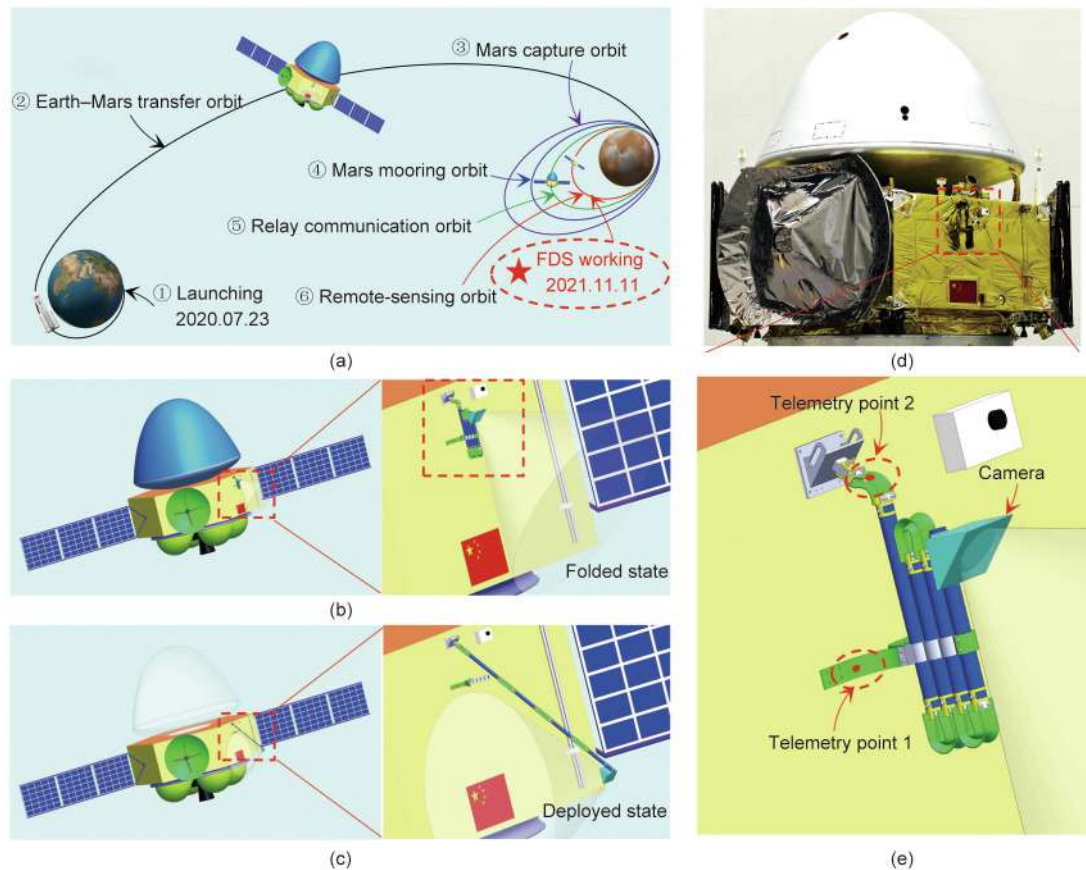 ③ Mars capture orbit
② Earth–Mars transfer orbit
④ Mars mooring orbit
⑤ Relay communication orbit
FDS working
2021.11.11
① Launching
2020.07.23
⑥ Remote-sensing orbit
(a)
(d)
Folded state
(b)
Deployed state
(c)
Telemetry point 2
Camera
Telemetry point 1
(e)